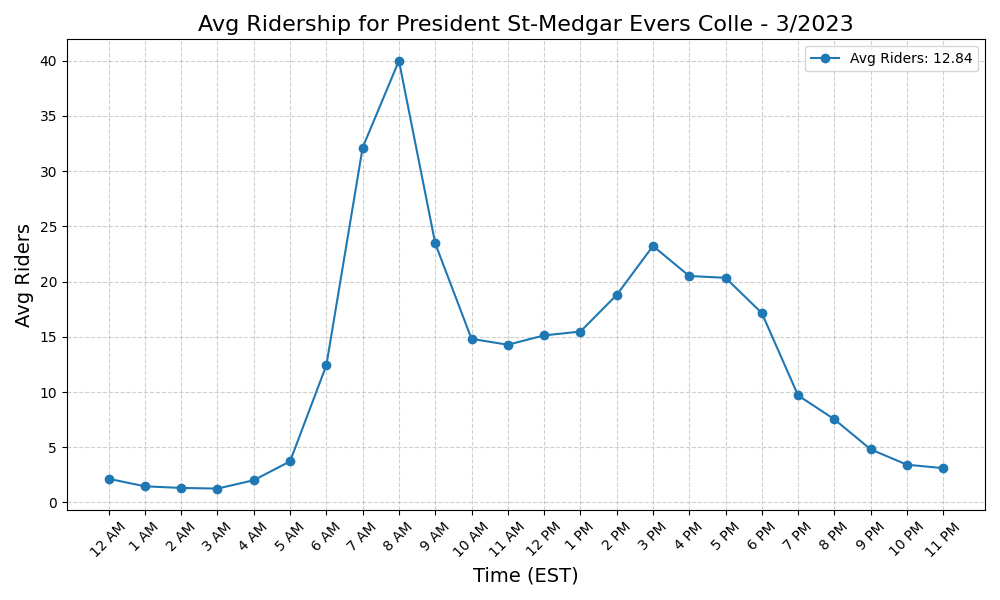 Avg Ridership for President St-Medgar Evers Colle - 3/2023
Avg Riders: 12.84
Avg Riders
40
35
30
25
20
15
10
5
0
12 AM
1 AM
2 AM
3 AM
4 AM
5 AM
6 AM
7 AM
8 AM
9 AM
10 AM
11 AM
12 PM
1 PM
2 PM
3 PM
4 PM
5 PM
6 PM
7 PM
8 PM
9 PM
10 PM
11 PM
Time (EST)